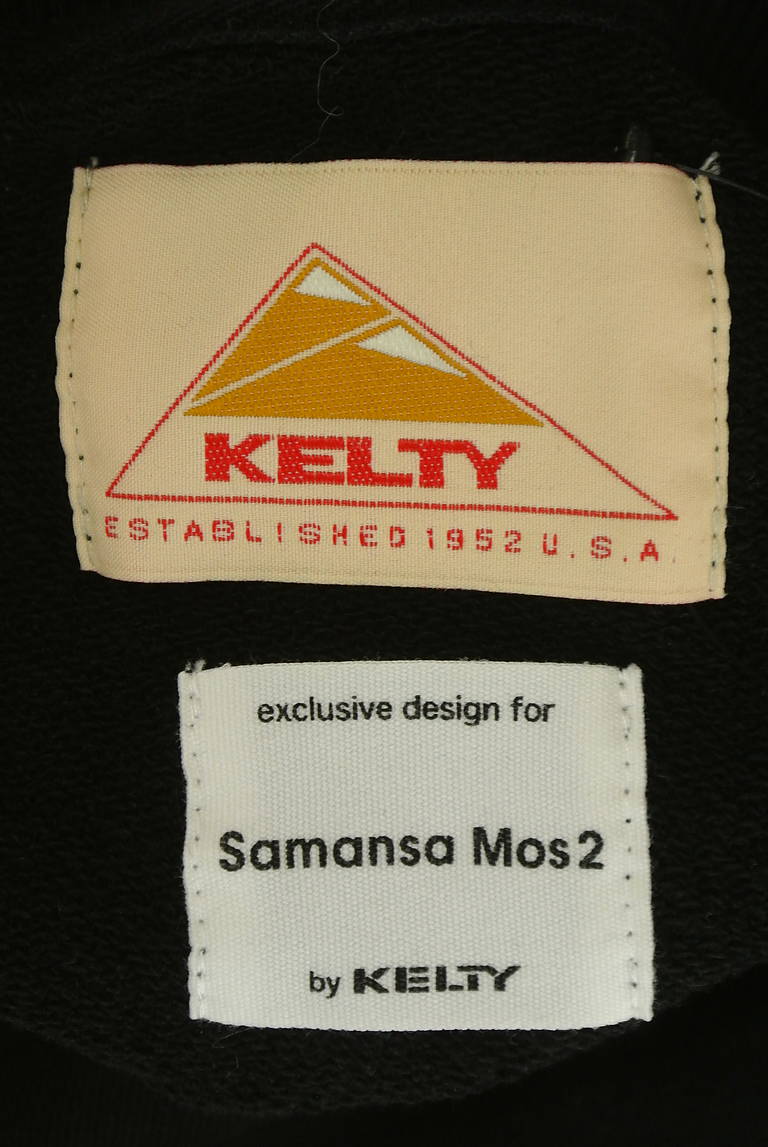 KELTY
ESTABLISHED 1952 U.S.A.
exclusive design for
Samansa Mos2
by KELTY